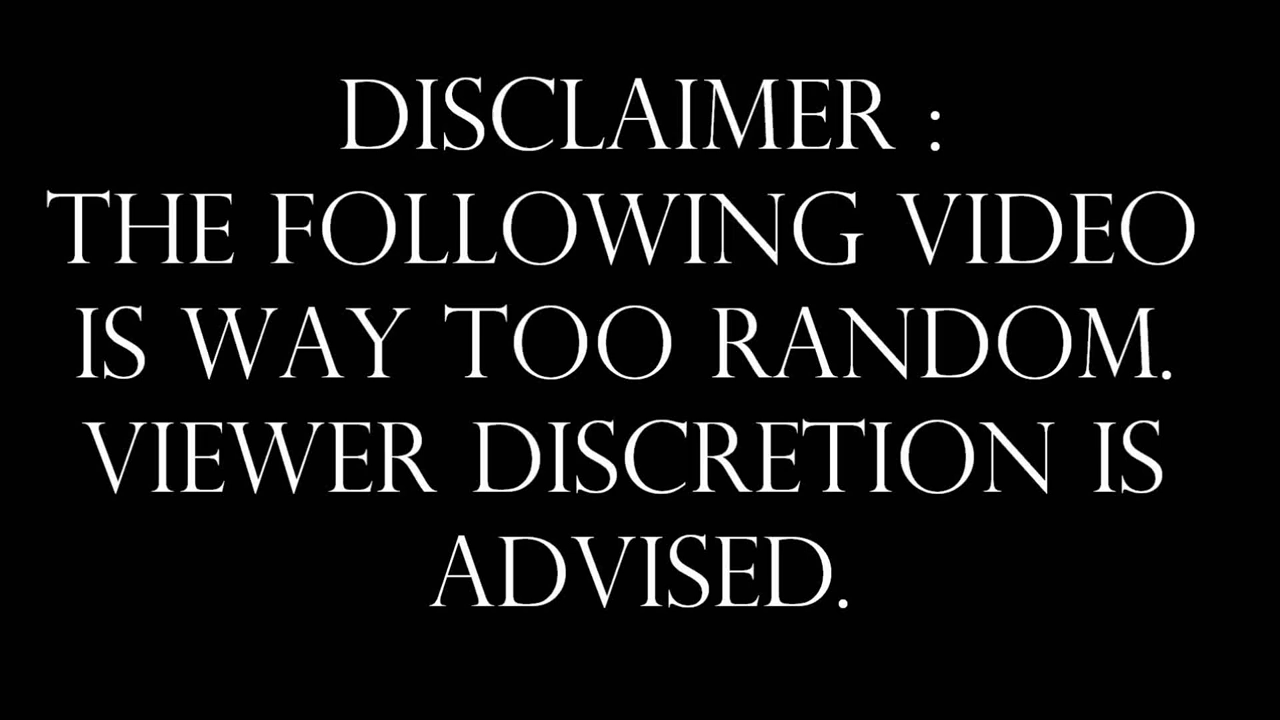 DISCLAIMER :
THE FOLLOWING VIDEO
IS WAY TOO RANDOM.
VIEWER DISCRETION IS
ADVISED.